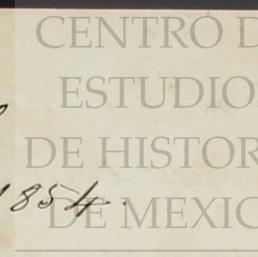 CENTRO D
ESTUDIO
DE HISTOR
1854.
DE MEXIC